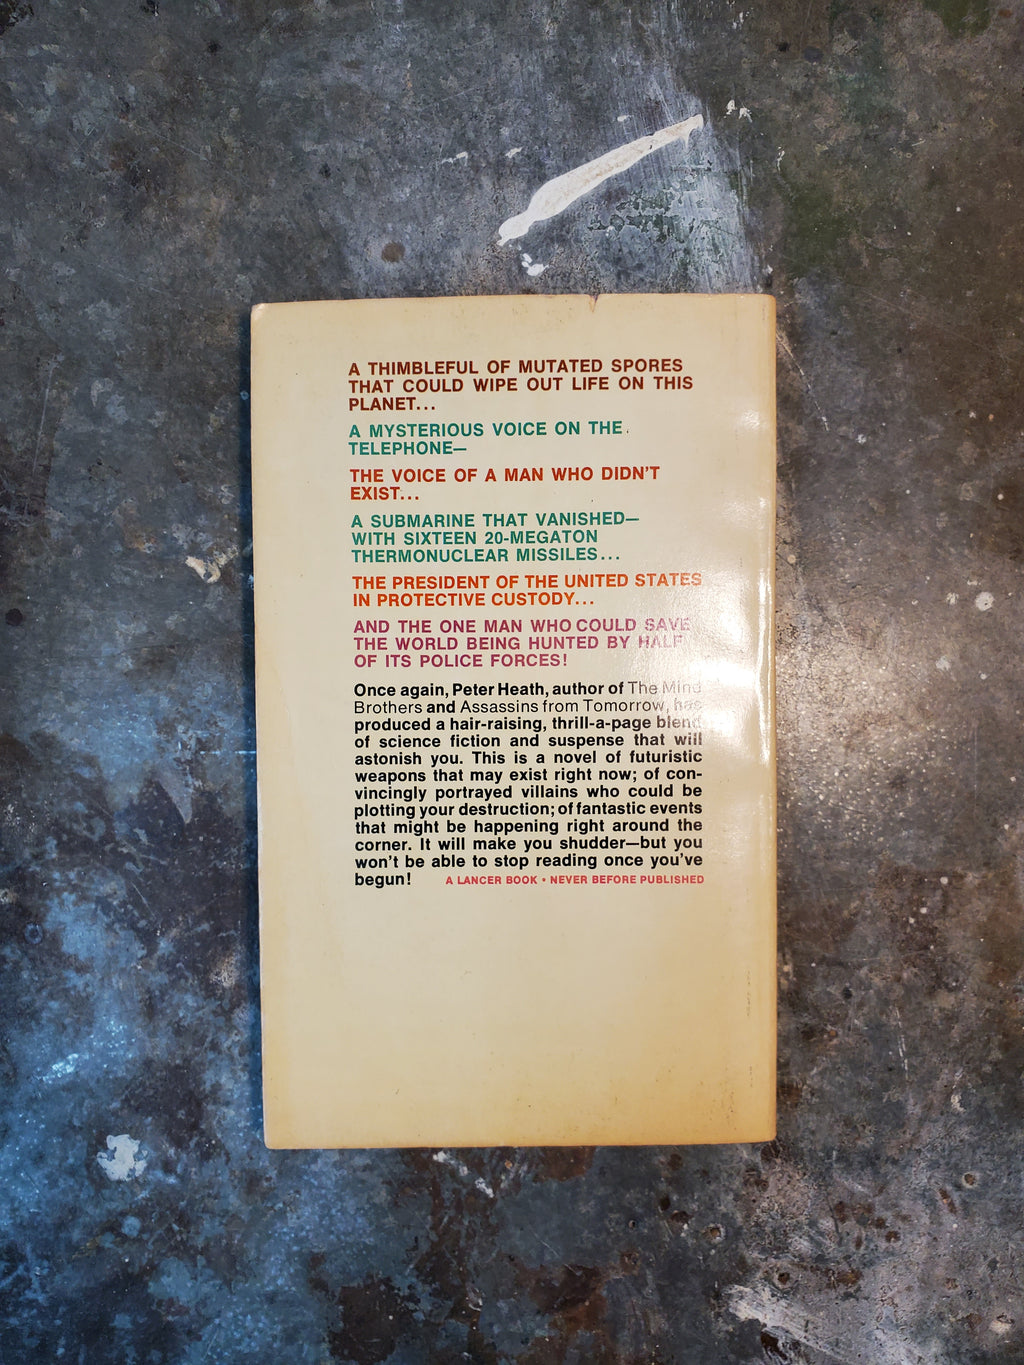 A THIMBLEFUL OF MUTATED SPORES
THAT COULD WIPE OUT LIFE ON THIS
PLANET...
A MYSTERIOUS VOICE ON THE
TELEPHONE—
THE VOICE OF A MAN WHO DIDN'T
EXIST...
A SUBMARINE THAT VANISHED—
WITH SIXTEEN 20-MEGATON
THERMONUCLEAR MISSILES...
THE PRESIDENT OF THE UNITED STATES
IN PROTECTIVE CUSTODY...
AND THE ONE MAN WHO COULD SAVE
THE WORLD BEING HUNTED BY HALF
OF ITS POLICE FORCES!
Once again, Peter Heath, author of The Mind
Brothers and Assassins from Tomorrow, has
produced a hair-raising, thrill-a-page blend
of science fiction and suspense that will
astonish you. This is a novel of futuristic
weapons that may exist right now; of con-
vincingly portrayed villains who could be
plotting your destruction; of fantastic events
that might be happening right around the
corner. It will make you shudder—but you
won't be able to stop reading once you've
begun! A LANCER BOOK • NEVER BEFORE PUBLISHED